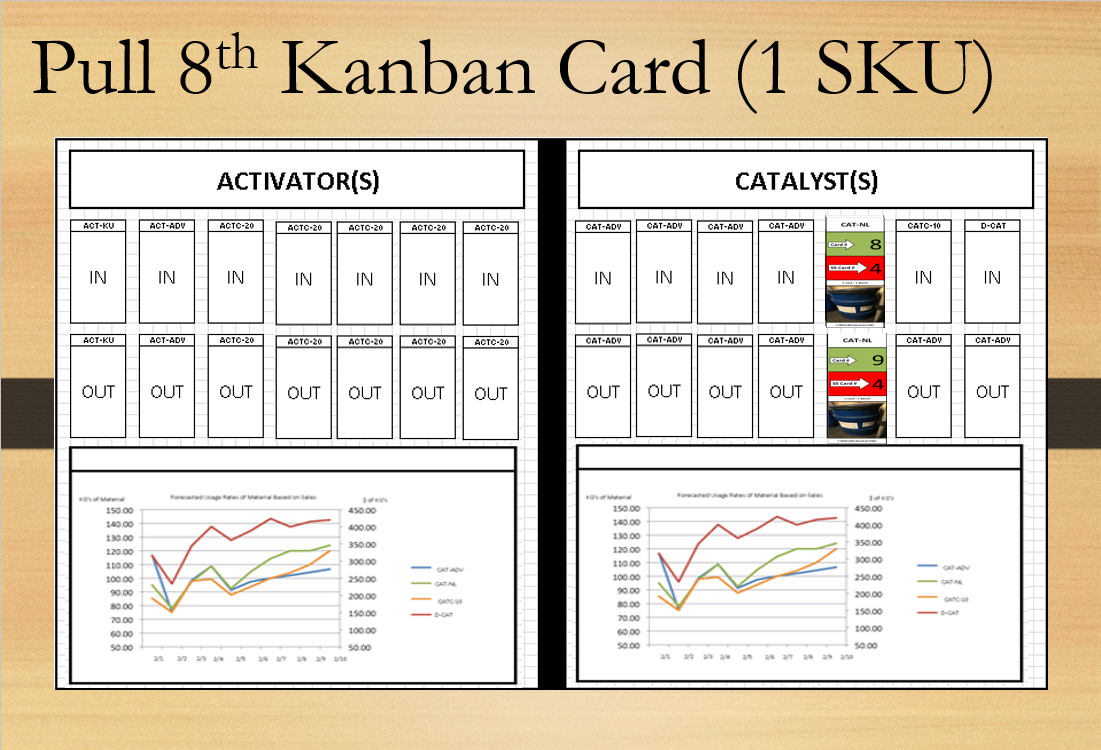 Pull 8th Kanban Card (1 SKU)
ACTIVATOR(S)
ACT-KU ACT-ADV ACTC-20 ACTC-20 ACTC-20 ACTC-20 ACTC-20
IN IN IN IN IN IN IN
ACT-KU ACT-ADV ACTC-20 ACTC-20 ACTC-20 ACTC-20 ACTC-20
OUT OUT OUT OUT OUT OUT OUT
KG's of Material Forecasted Usage Rates of Material Based on Sales $ of KG's
150.00 450.00
140.00 400.00
130.00 350.00
120.00 300.00
110.00 250.00
100.00 200.00
90.00 150.00
80.00 100.00
70.00 50.00
60.00
50.00
2/1 2/2 2/3 2/4 2/5 2/6 2/7 2/8 2/9 2/10
CAT-ADV
CAT-NL
CATC-10
D-CAT
CATALYST(S)
CAT-ADV CAT-ADV CAT-ADV CAT-ADV CAT-NL CATC-10 D-CAT
Card # 8
SS Card # 4
IN IN IN IN IN IN
CAT-ADV CAT-ADV CAT-ADV CAT-ADV CAT-NL CAT-ADV CAT-ADV
Card # 9
SS Card # 4
OUT OUT OUT OUT OUT OUT
KG's of Material Forecasted Usage Rates of Material Based on Sales $ of KG's
150.00 450.00
140.00 400.00
130.00 350.00
120.00 300.00
110.00 250.00
100.00 200.00
90.00 150.00
80.00 100.00
70.00 50.00
60.00
50.00
2/1 2/2 2/3 2/4 2/5 2/6 2/7 2/8 2/9 2/10
CAT-ADV
CAT-NL
CATC-10
D-CAT